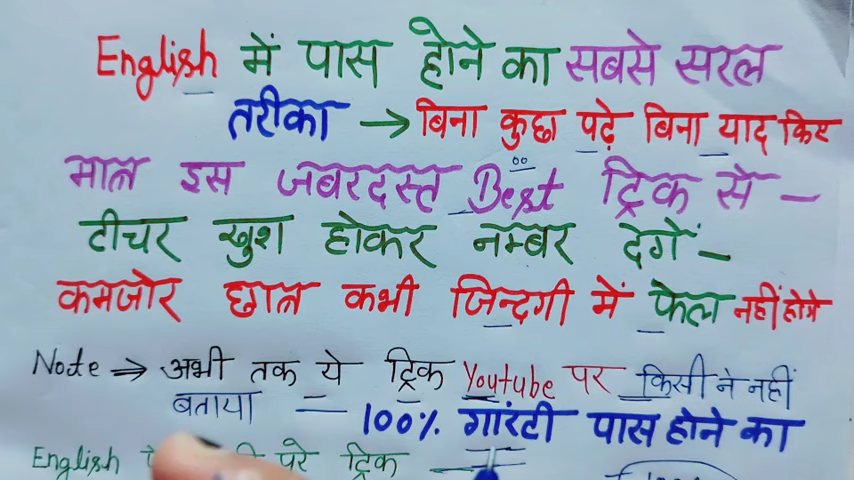 English में पास होने का सबसे सरल
तरीका → बिना कुछ पढ़े बिना याद किए
मात्र इस जबरदस्त Best ट्रिक से –
टीचर खुश होकर नम्बर देगें –
कमजोर छात्र कभी जिन्दगी में फेल नहीं होगे
Note ⇒ अभी तक ये ट्रिक Youtube पर किसी ने नहीं
बताया = 100% गारंटी पास होने का
English परे ट्रिक